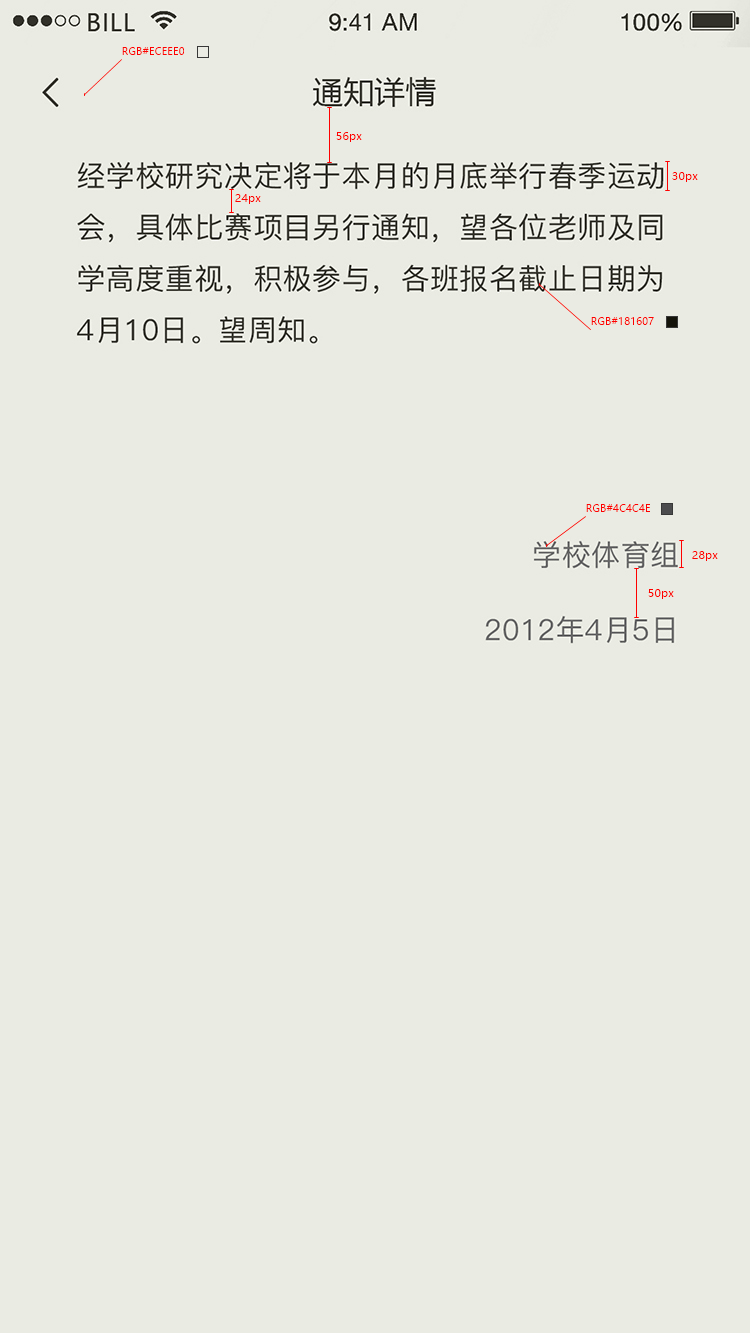 BILL 9:41 AM 100%
RGB#ECEEE0
通知详情
56px
经学校研究决定将于本月的月底举行春季运动
30px
24px
会，具体比赛项目另行通知，望各位老师及同
学高度重视，积极参与，各班报名截止日期为
RGB#181607
4月10日。望周知。
RGB#4C4C4E
学校体育组
28px
50px
2012年4月5日